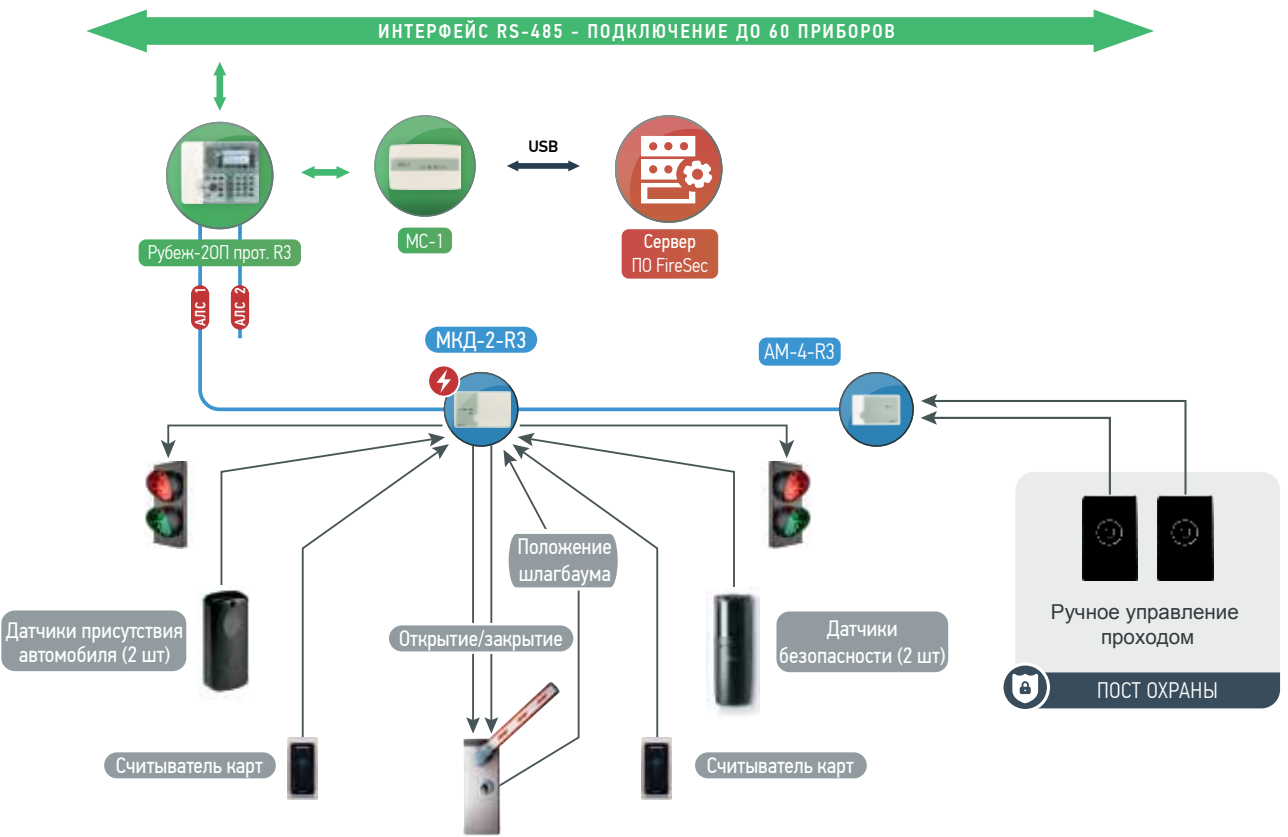 ИНТЕРФЕЙС RS-485 - ПОДКЛЮЧЕНИЕ ДО 60 ПРИБОРОВ
USB
Рубеж-2ОП прот. R3
МС-1
Сервер
ПО FireSec
АЛС 1
АЛС 2
МКД-2-R3
АМ-4-R3
Положение
шлагбаума
Датчики присутствия
автомобиля (2 шт)
Открытие/закрытие
Датчики
безопасности (2 шт)
Ручное управление
проходом
ПОСТ ОХРАНЫ
Считыватель карт
Считыватель карт